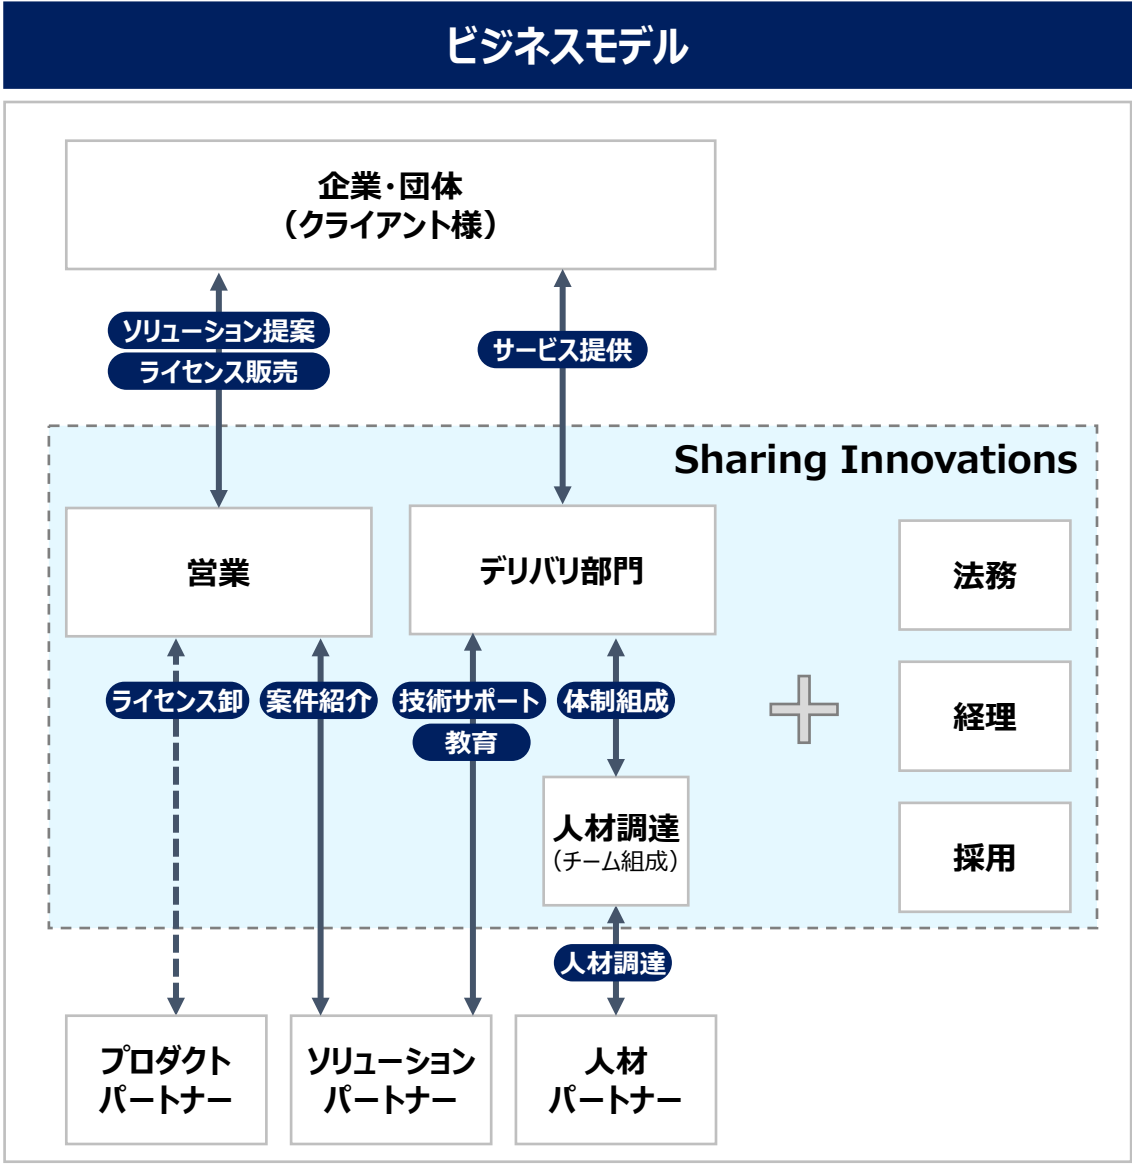 ビジネスモデル
企業・団体
（クライアント様）
ソリューション提案
ライセンス販売
サービス提供
Sharing Innovations
営業
デリバリ部門
法務
経理
採用
ライセンス卸
案件紹介
技術サポート
教育
体制組成
人材調達
（チーム組成）
人材調達
プロダクト
パートナー
ソリューション
パートナー
人材
パートナー